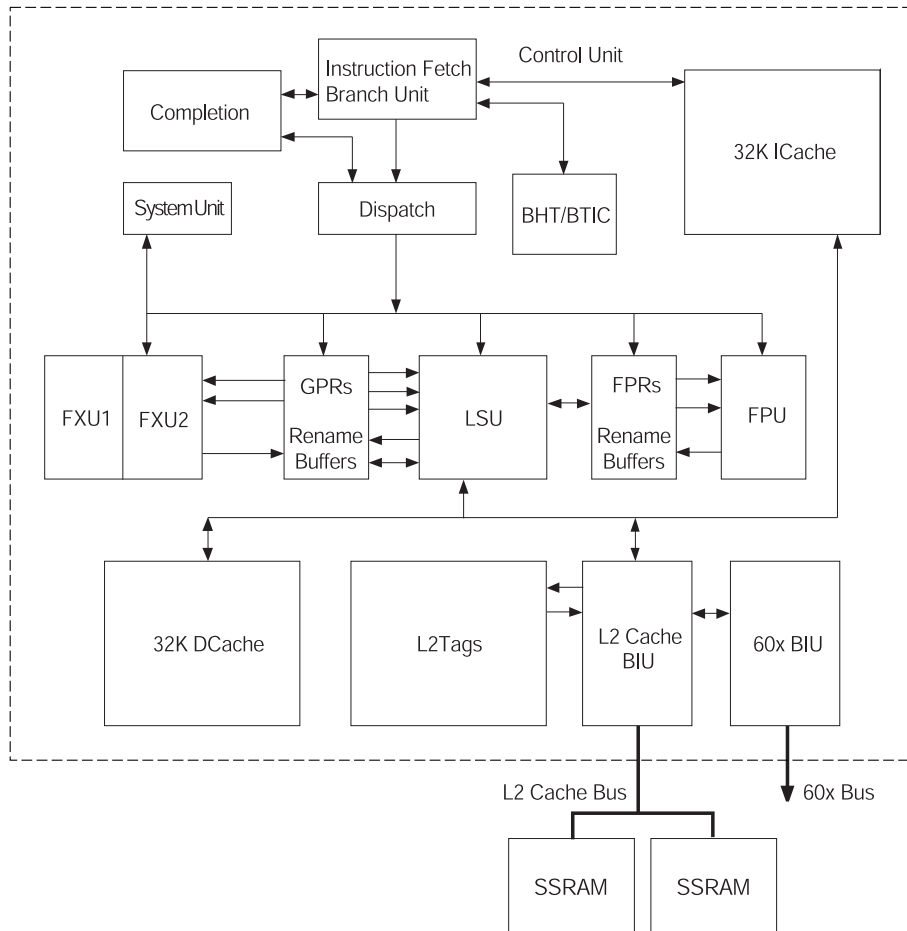 Control Unit
Instruction Fetch
Branch Unit
Completion
32K ICache
System Unit
Dispatch
BHT/BTIC
FXU1
FXU2
GPRs
Rename
Buffers
LSU
FPRs
Rename
Buffers
FPU
32K DCache
L2Tags
L2 Cache
BIU
60x BIU
L2 Cache Bus
60x Bus
SSRAM
SSRAM